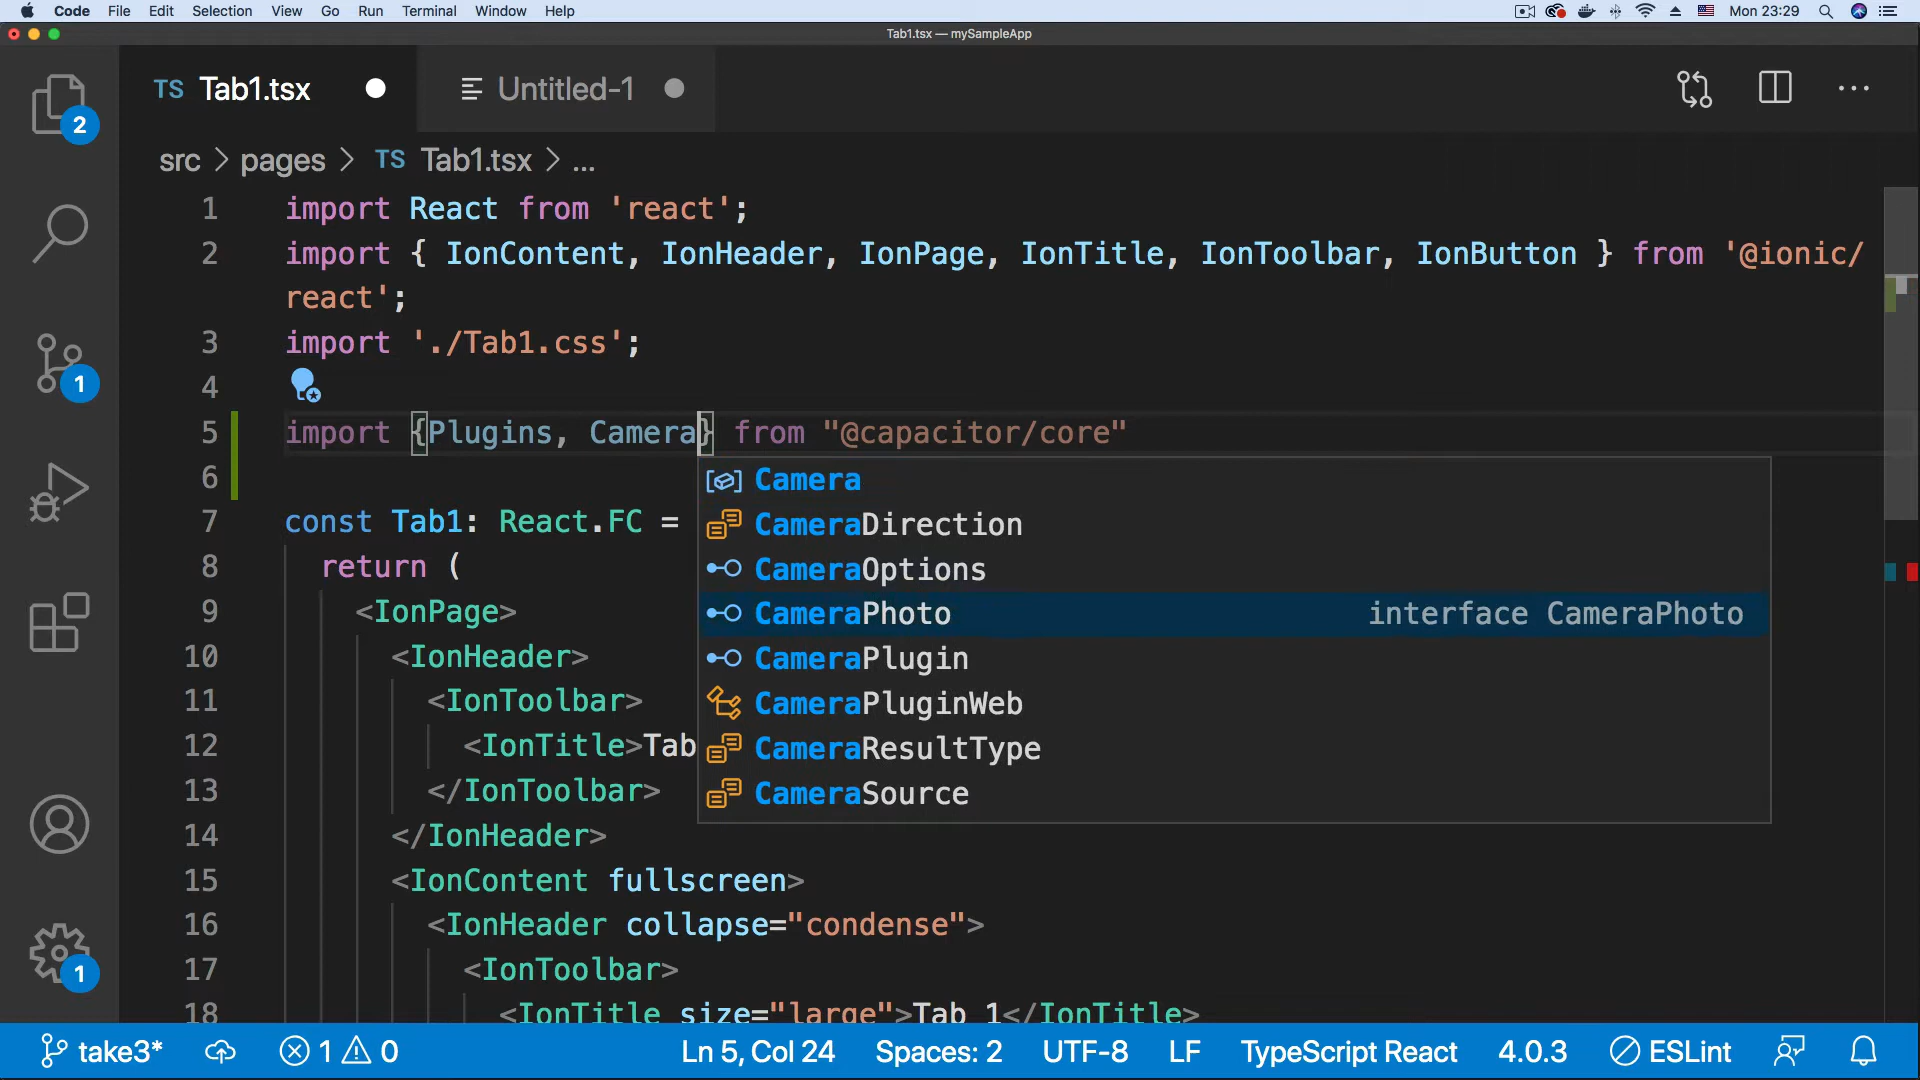 Code File Edit Selection View Go Run Terminal Window Help Mon 23:29
Tab1.tsx — mySampleApp
TS Tab1.tsx Untitled-1
2
src > pages > TS Tab1.tsx > ...
1 import React from 'react';
2 import { IonContent, IonHeader, IonPage, IonTitle, IonToolbar, IonButton } from '@ionic/
react';
3 import './Tab1.css';
4
1
5 import {Plugins, Camera} from "@capacitor/core"
6
Camera
7 const Tab1: React.FC =
CameraDirection
8 return (
CameraOptions
9 <IonPage>
CameraPhoto interface CameraPhoto
10 <IonHeader>
CameraPlugin
11 <IonToolbar>
CameraPluginWeb
12 <IonTitle>Tab
CameraResultType
13 </IonToolbar>
CameraSource
14 </IonHeader>
15 <IonContent fullscreen>
16 <IonHeader collapse="condense">
17 <IonToolbar>
1
18 <IonTitle size="large">Tab 1</IonTitle>
take3* 1 0 Ln 5, Col 24 Spaces: 2 UTF-8 LF TypeScript React 4.0.3 ESLint